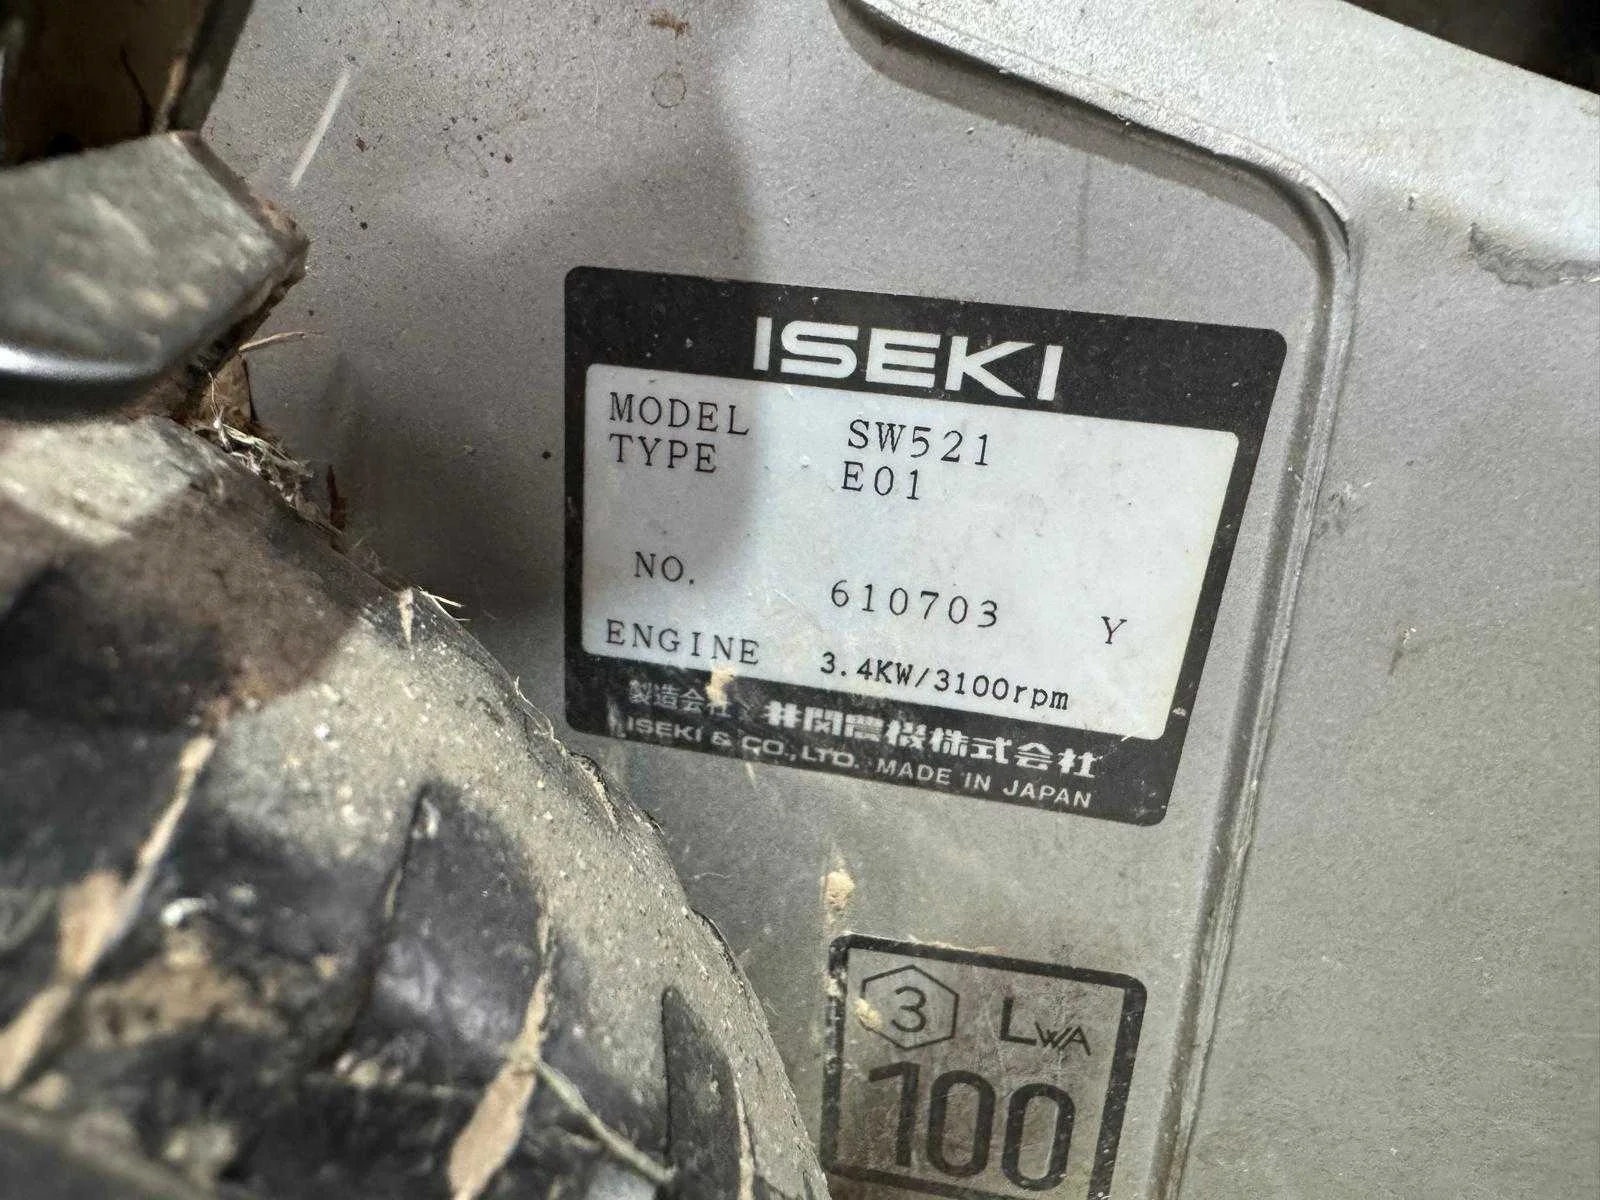 ISEKI
MODEL SW521
TYPE E01
NO. 610703 Y
ENGINE 3.4KW/3100rpm
製造会社 井関農機株式会社
ISEKI & CO.,LTD. MADE IN JAPAN
3 LWA
100